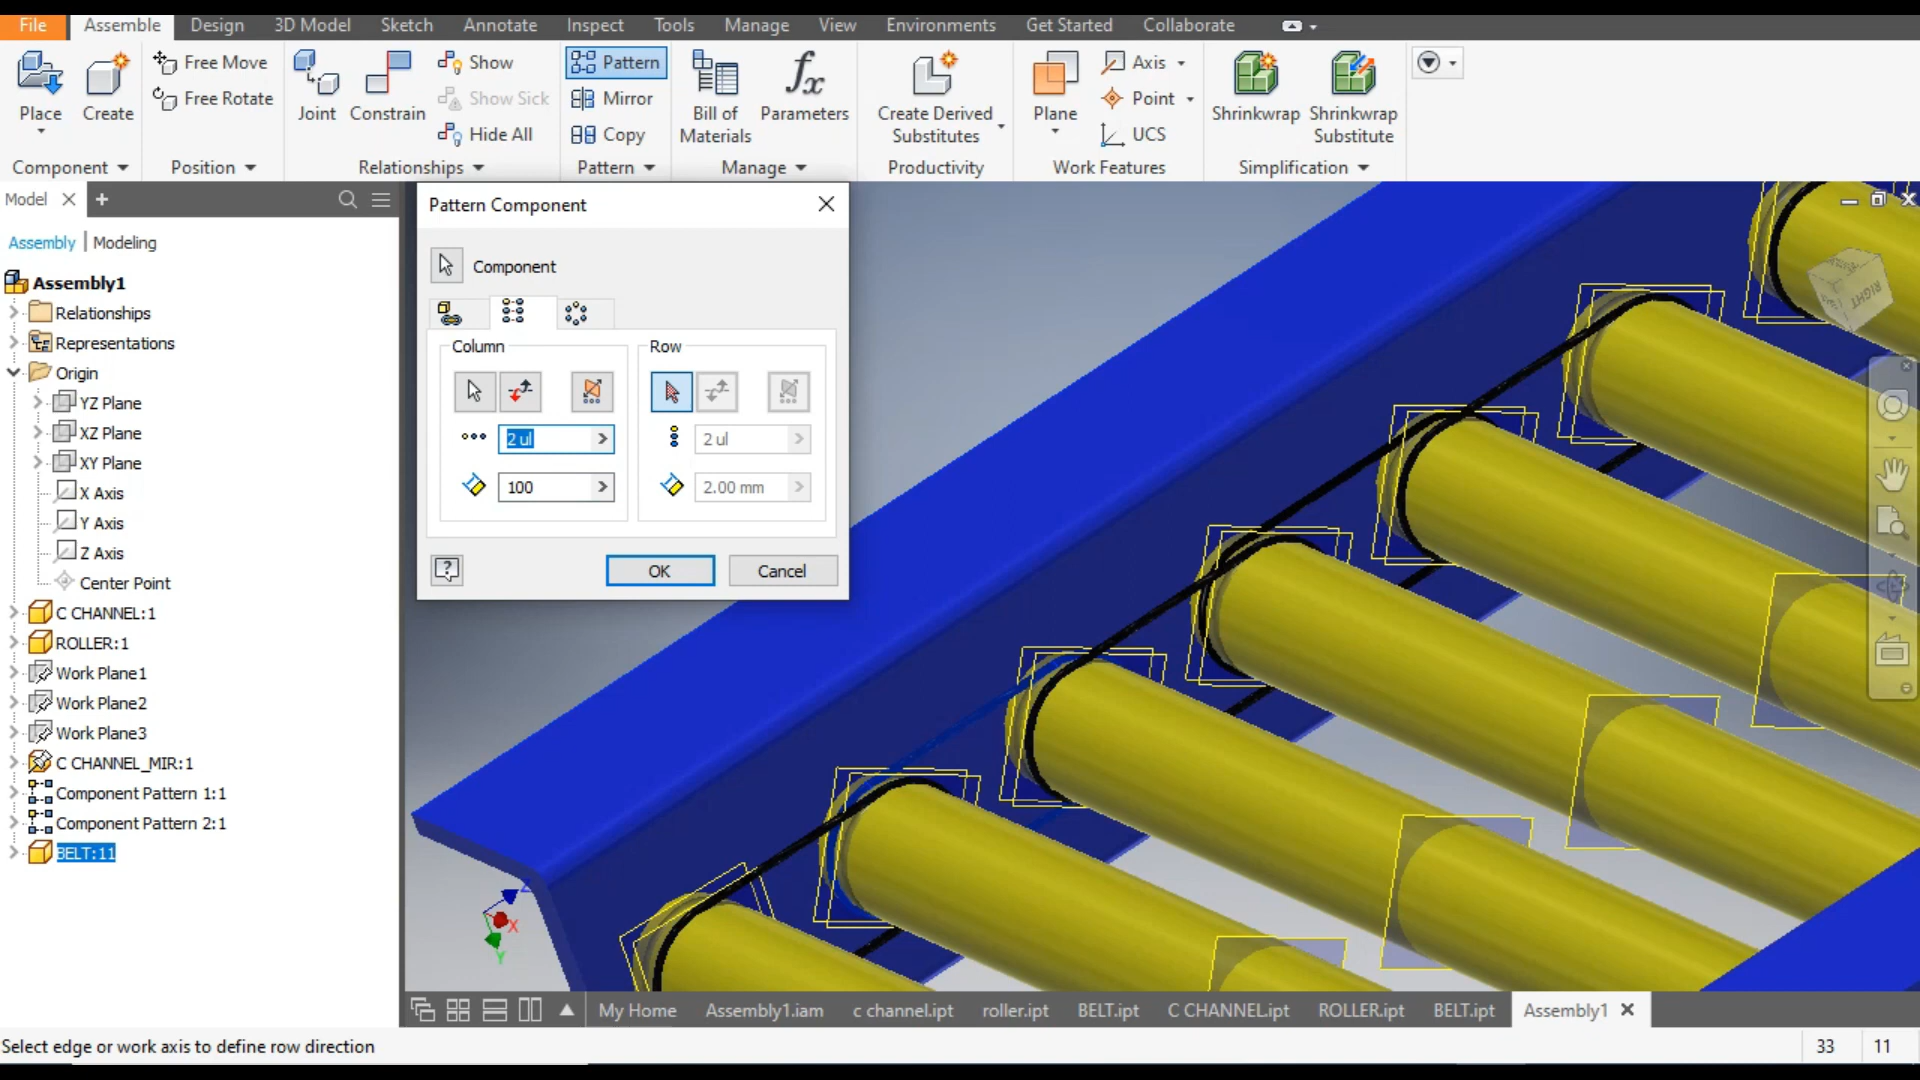 File Assemble Design 3D Model Sketch Annotate Inspect Tools Manage View Environments Get Started Collaborate
Place Create Free Move Free Rotate
Joint Constrain Show Show Sick Hide All
Pattern Mirror Copy
Bill of Materials Parameters
Create Derived Substitutes
Plane Axis Point UCS
Shrinkwrap Shrinkwrap Substitute
Component Position Relationships Pattern Manage Productivity Work Features Simplification
Model
Assembly Modeling
Assembly1
Relationships
Representations
Origin
YZ Plane
XZ Plane
XY Plane
X Axis
Y Axis
Z Axis
Center Point
C CHANNEL:1
ROLLER:1
Work Plane1
Work Plane2
Work Plane3
C CHANNEL_MIR:1
Component Pattern 1:1
Component Pattern 2:1
BELT:11
Pattern Component
Component
Column Row
2 ul 2 ul
100 2.00 mm
OK Cancel
RIGHT
Z
X
Y
My Home Assembly1.iam c channel.ipt roller.ipt BELT.ipt C CHANNEL.ipt ROLLER.ipt BELT.ipt Assembly1
Select edge or work axis to define row direction 33 11